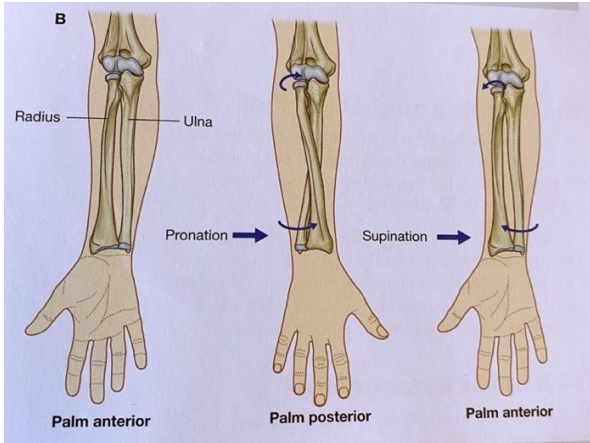 B
Radius
Ulna
Pronation
Supination
Palm anterior
Palm posterior
Palm anterior